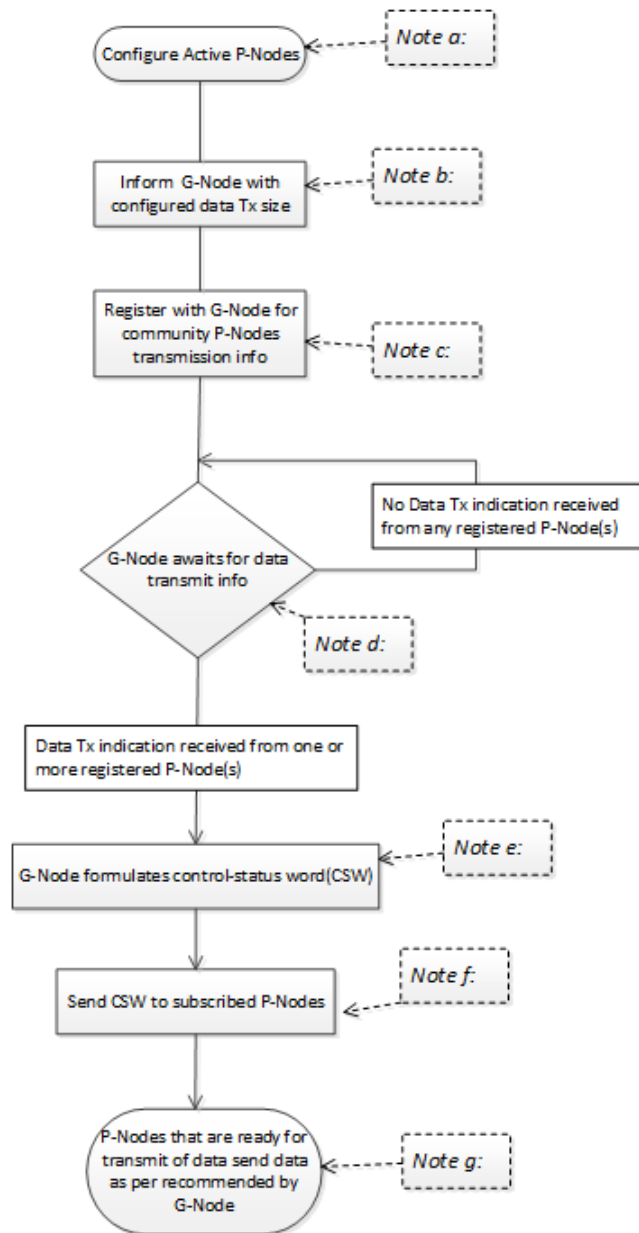 Configure Active P-Nodes
Note a:
Inform G-Node with
configured data Tx size
Note b:
Register with G-Node for
community P-Nodes
transmission info
Note c:
No Data Tx indication received
from any registered P-Node(s)
G-Node awaits for data
transmit info
Note d:
Data Tx indication received from one or
more registered P-Node(s)
G-Node formulates control-status word(CSW)
Note e:
Send CSW to subscribed P-Nodes
Note f:
P-Nodes that are ready for
transmit of data send data
as per recommended by
G-Node
Note g: